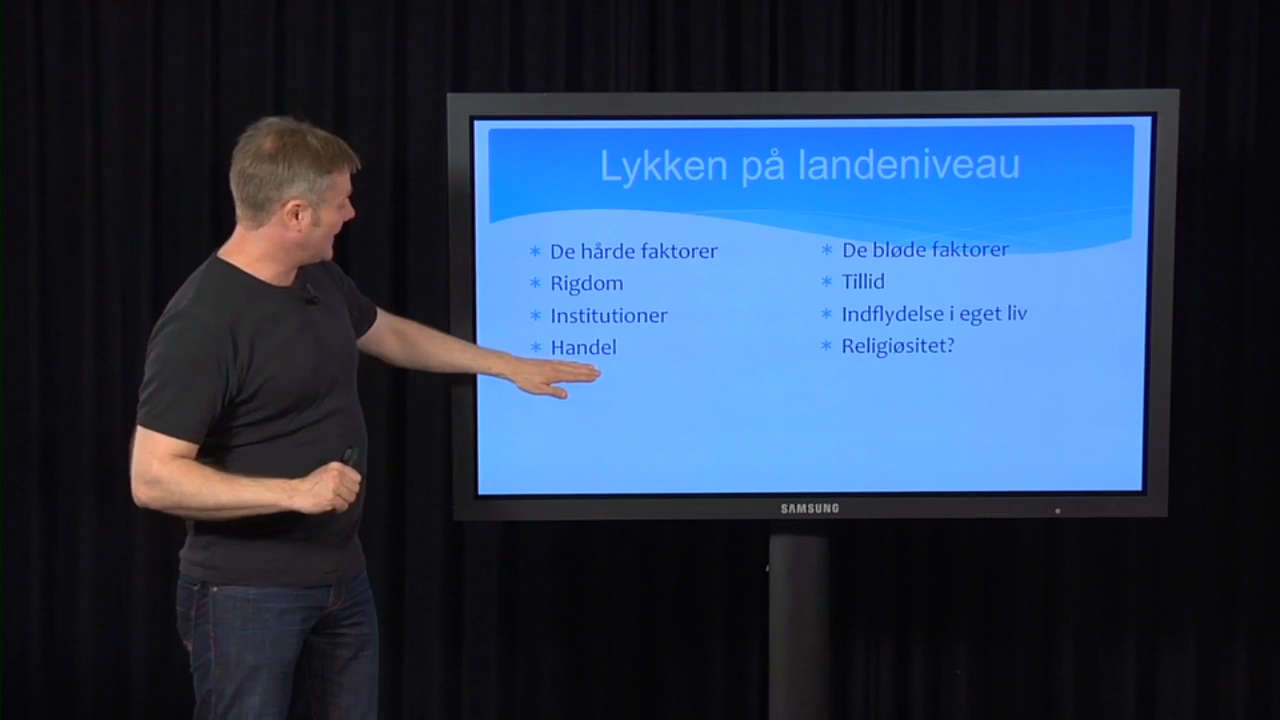 Lykken på landeniveau
* De hårde faktorer
* Rigdom
* Institutioner
* Handel
* De bløde faktorer
* Tillid
* Indflydelse i eget liv
* Religiøsitet?
SAMSUNG